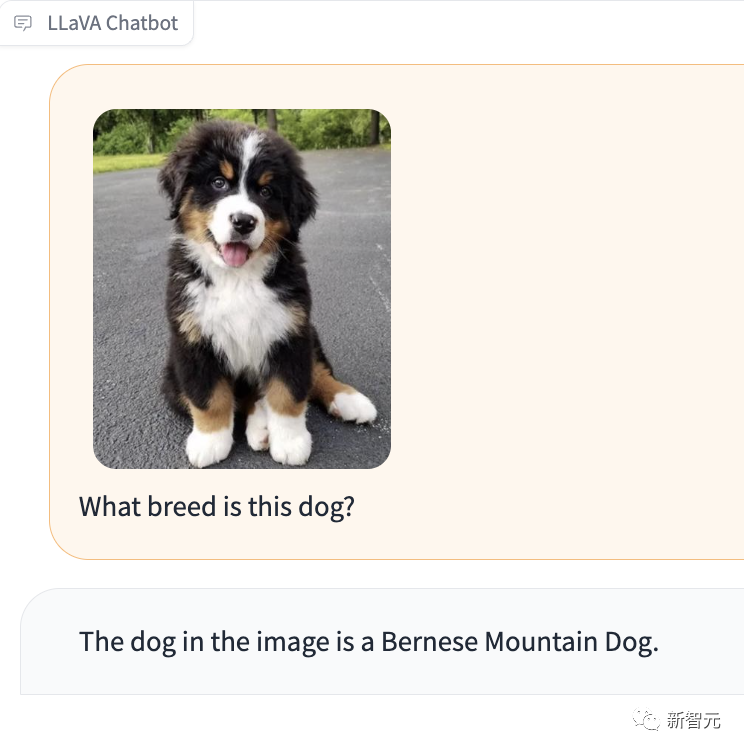 LLaVA Chatbot
What breed is this dog?
The dog in the image is a Bernese Mountain Dog.
新智元